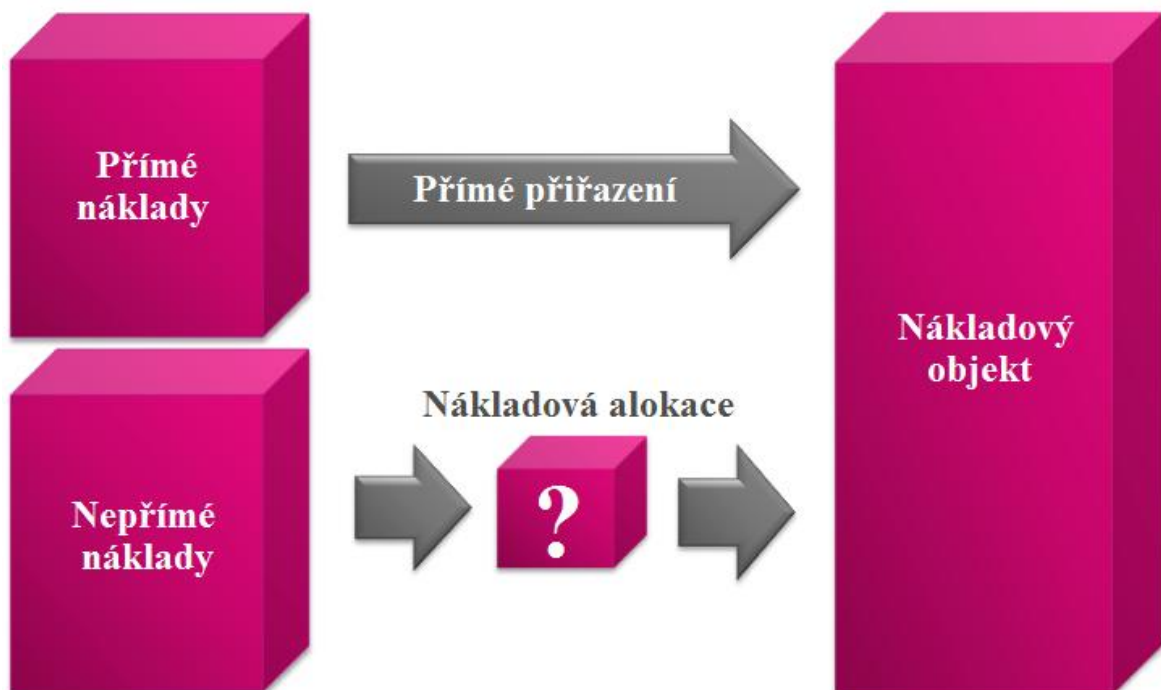 Přímé
náklady
Přímé přiřazení
Nákladový
objekt
Nákladová alokace
Nepřímé
náklady
?